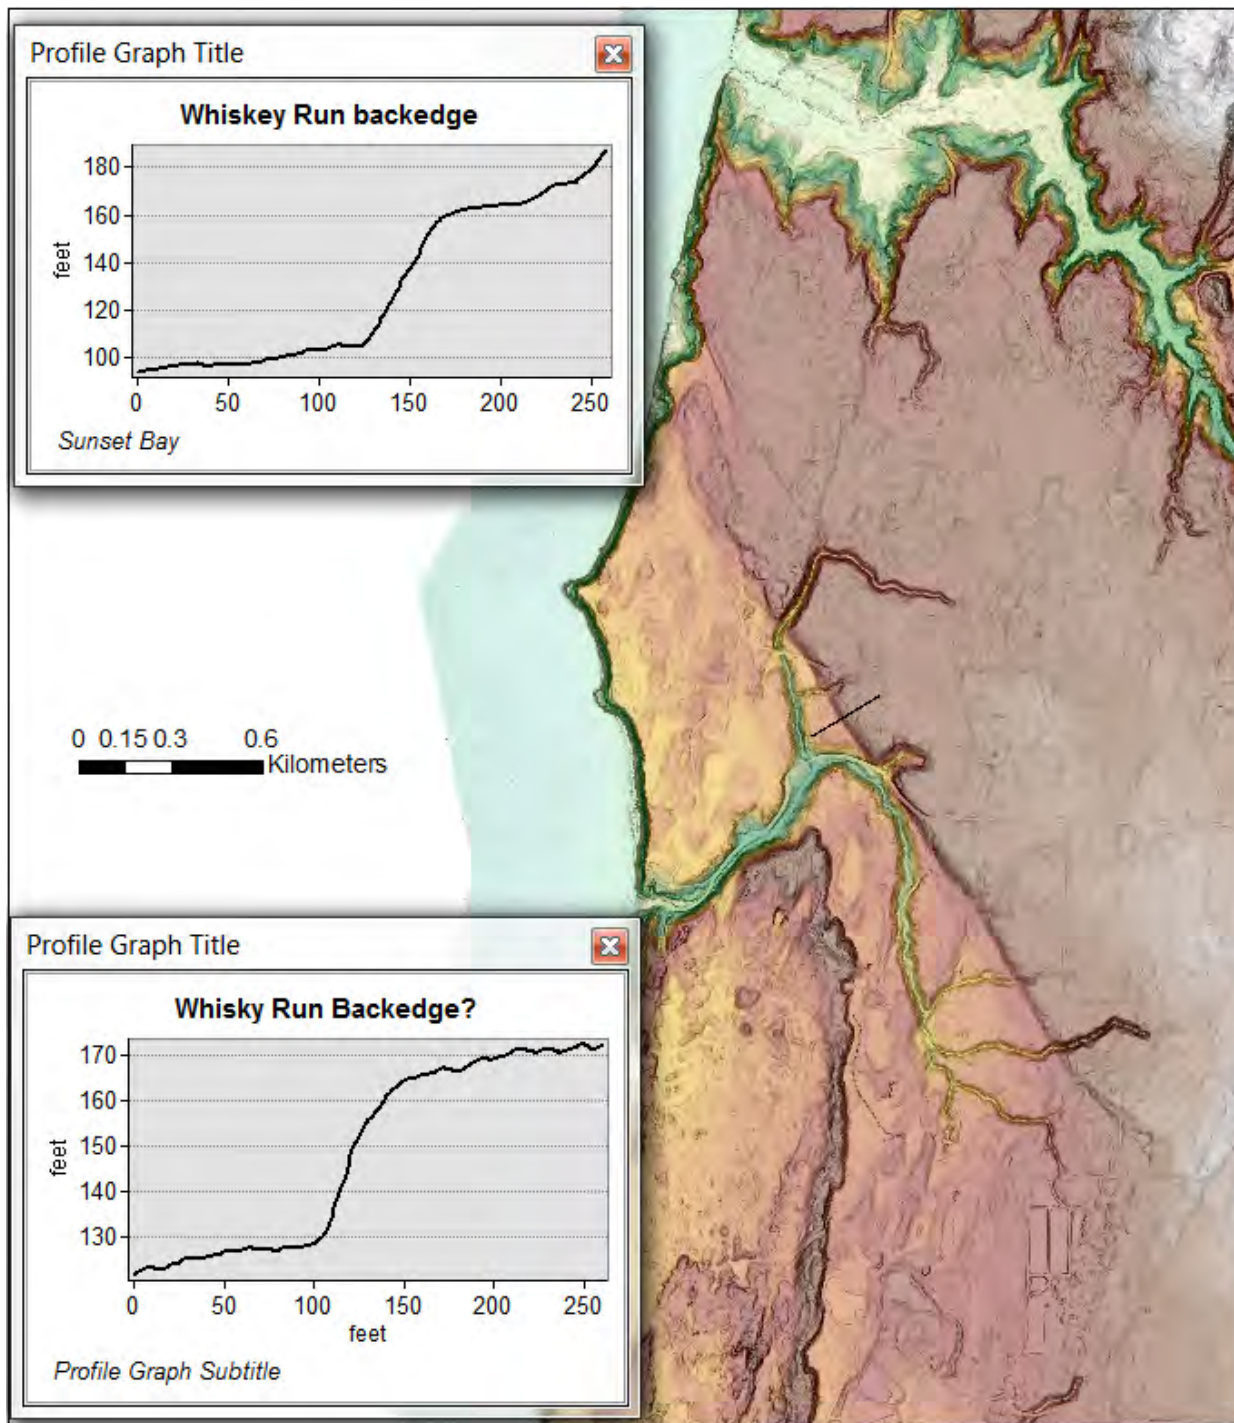 Profile Graph Title
Whiskey Run backedge
180
160
140
120
100
feet
0 50 100 150 200 250
Sunset Bay
0 0.15 0.3 0.6
Kilometers
Profile Graph Title
Whisky Run Backedge?
170
160
150
140
130
feet
0 50 100 150 200 250
feet
Profile Graph Subtitle